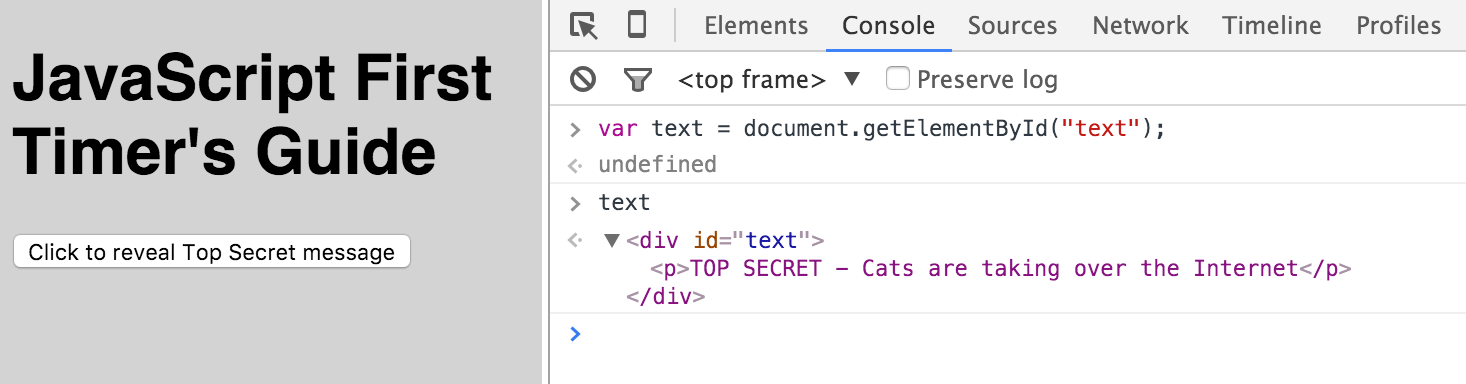 JavaScript First
Timer's Guide
Click to reveal Top Secret message
Elements Console Sources Network Timeline Profiles
<top frame> ▼ Preserve log
> var text = document.getElementById("text");
<· undefined
> text
<· ▼<div id="text">
<p>TOP SECRET - Cats are taking over the Internet</p>
</div>
>